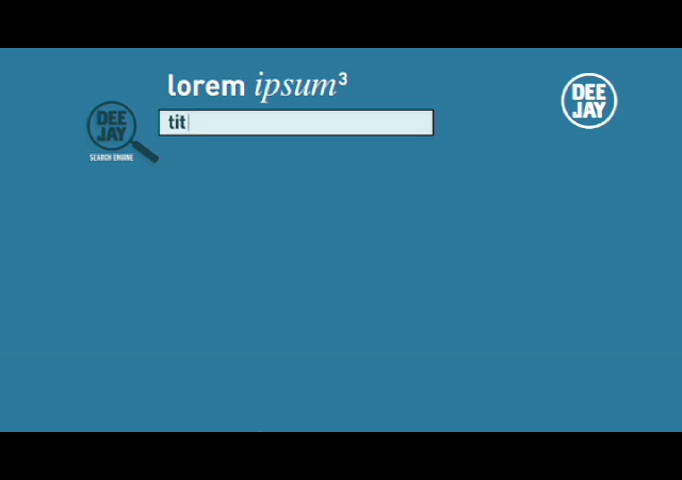 lorem ipsum³
DEE
JAY
tit
DEE
JAY
SEARCH ENGINE